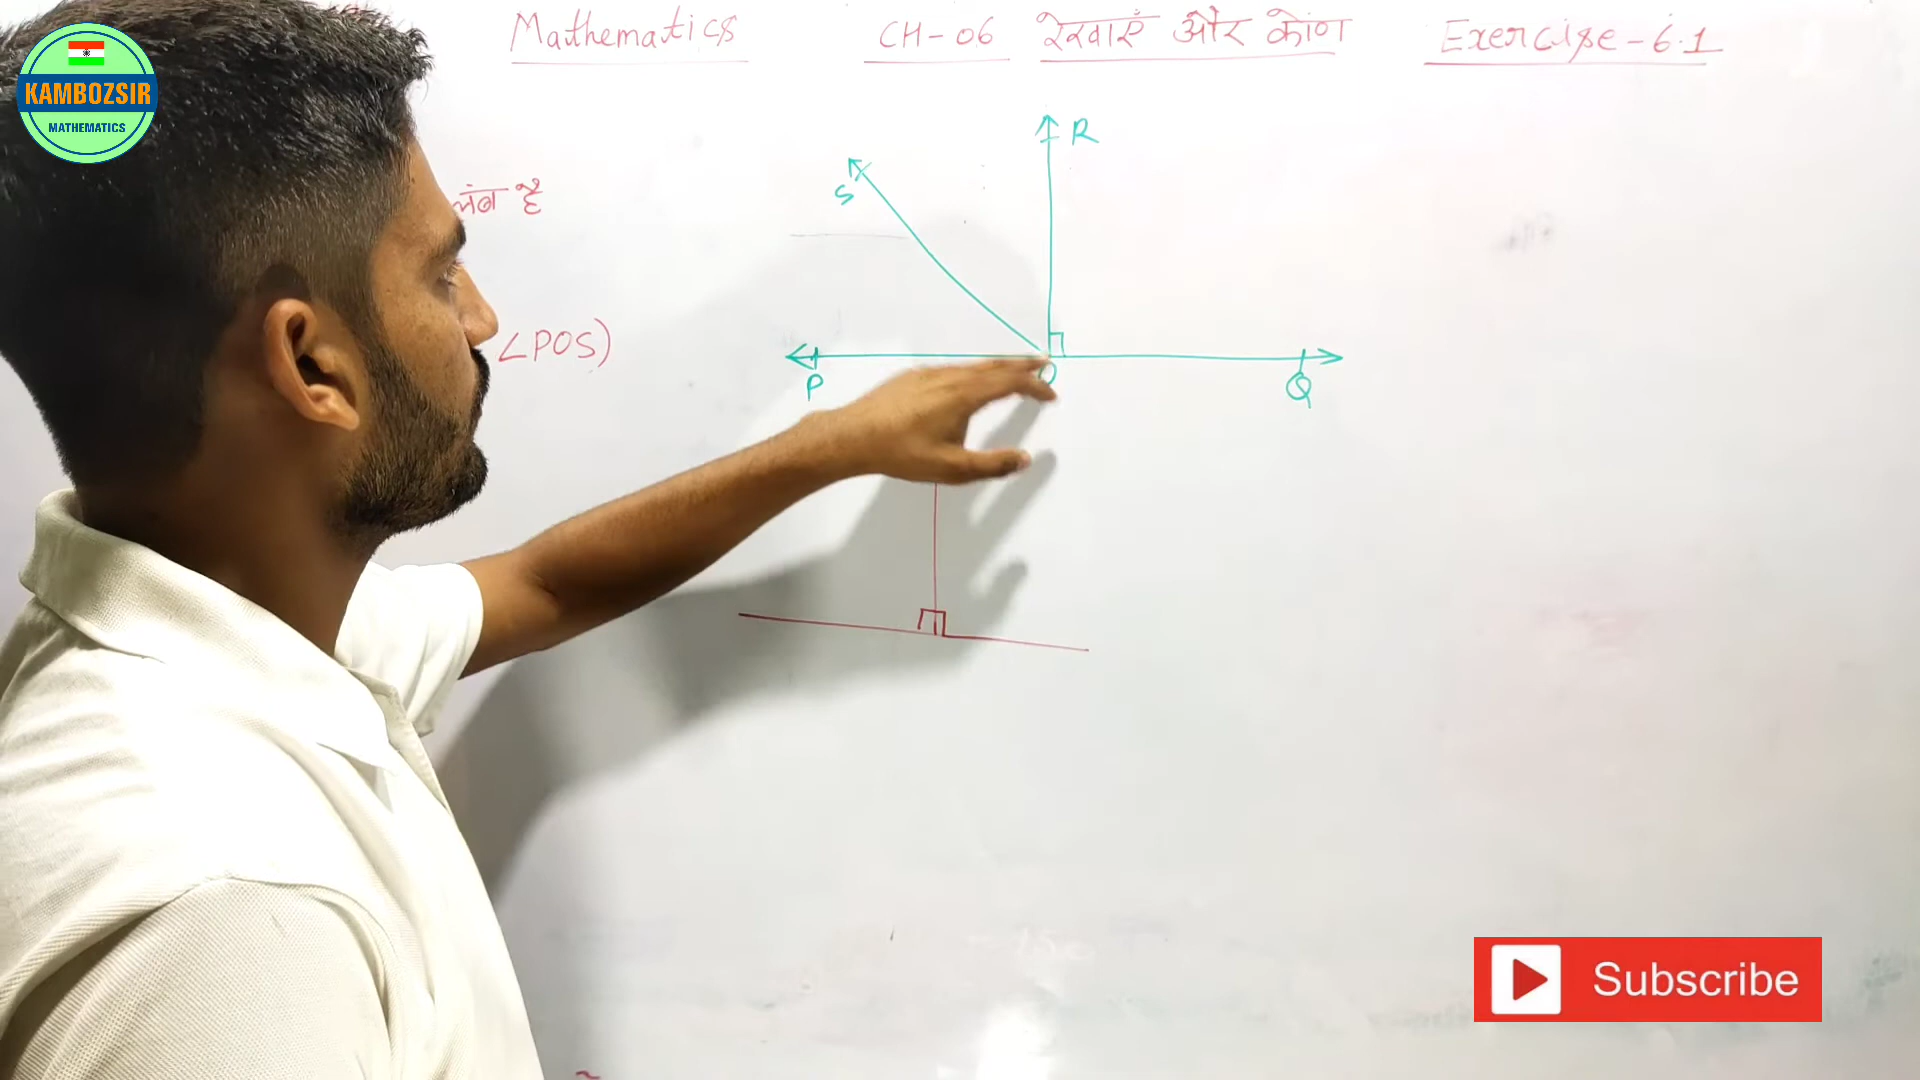 Mathematics CH-06 रेखाएं और कोण Exercise-6.1
KAMBOZSIR
MATHEMATICS
R
S
लंब है
∠POS)
P O Q
Subscribe